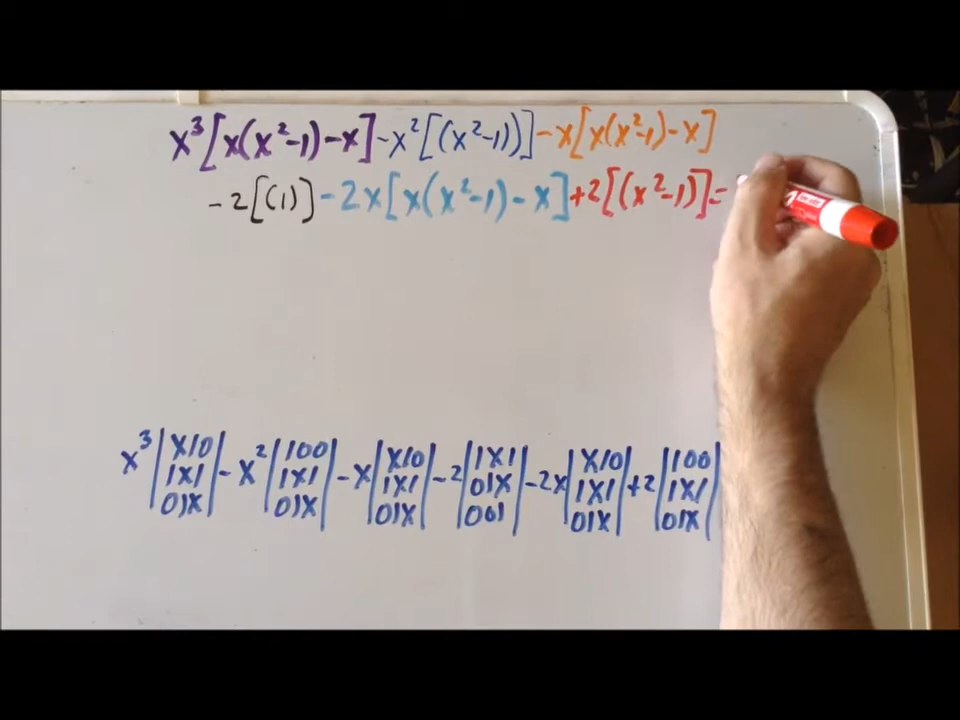 x³[x(x²-1)-x]-x²[(x²-1))]-x[x(x²-1)-x]
-2[(1)]-2x[x(x²-1)-x]+2[(x²-1)]=
x³|x10|-x²|100|-x|x10|-2|1x1|-2x|x10|+2|100|
|1x1| |1x1| |1x1| |01x| |1x1| |1x1|
|01x| |01x| |01x| |001| |01x| |01x|